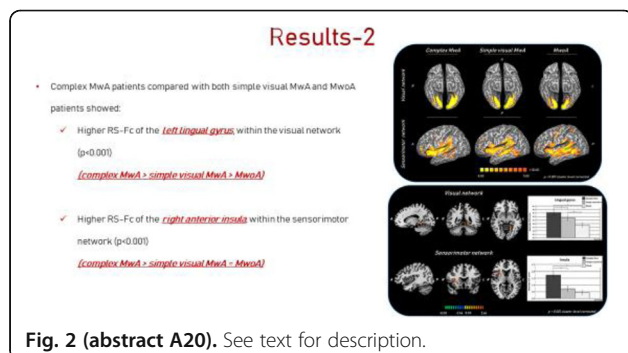 Results-2
• Complex MwA patients compared with both simple visual MwA and MwoA
patients showed:
✓ Higher RS-Fc of the left lingual gyrus, within the visual network
(p<0.001)
(complex MwA > simple visual MwA > MwoA)
✓ Higher RS-Fc of the right anterior insula within the sensorimotor
network (p<0.001)
(complex MwA > simple visual MwA = MwoA)
Complex MwA Simple visual MwA MwoA
Visual network
Sensorimotor network
Visual network
Sensorimotor network
Fig. 2 (abstract A20). See text for description.